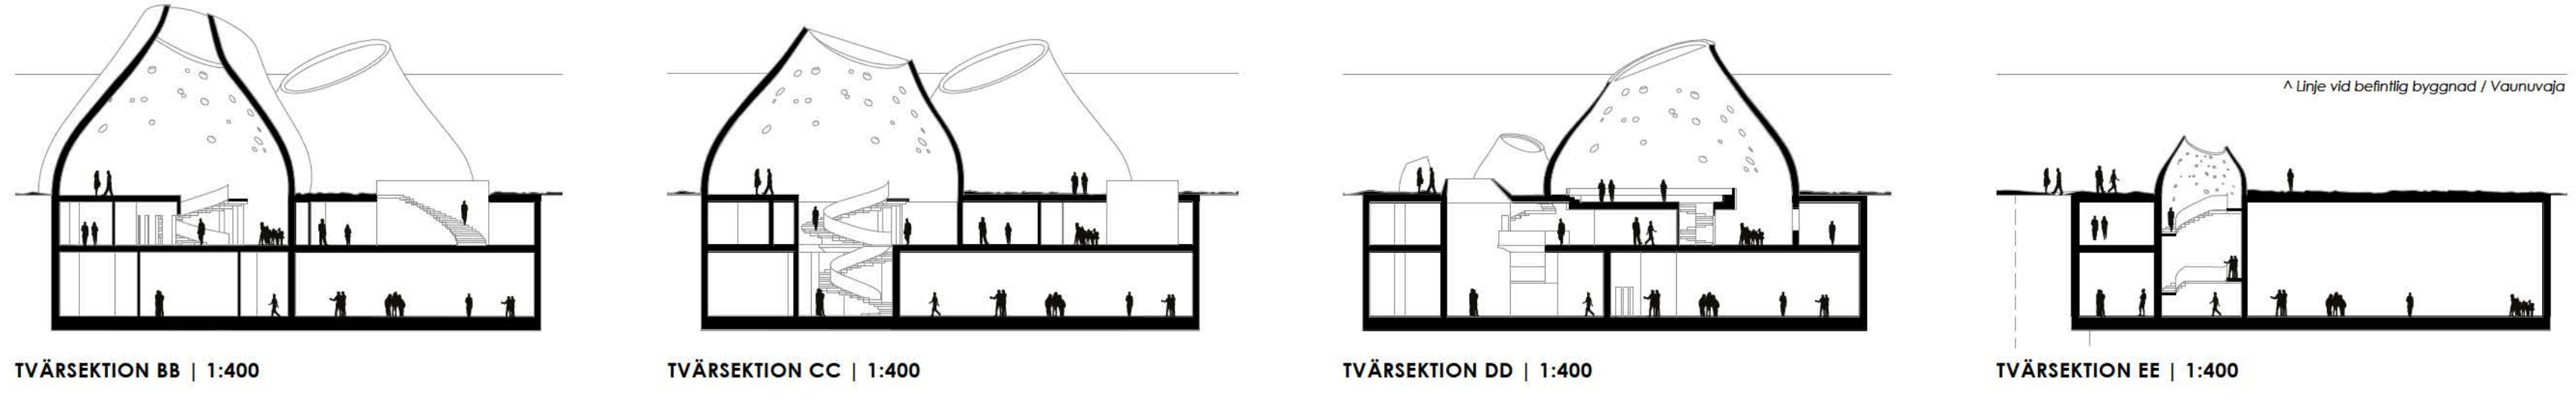 ^ Linje vid befintlig byggnad / Vaunuvaja
TVÄRSEKTION BB | 1:400
TVÄRSEKTION CC | 1:400
TVÄRSEKTION DD | 1:400
TVÄRSEKTION EE | 1:400